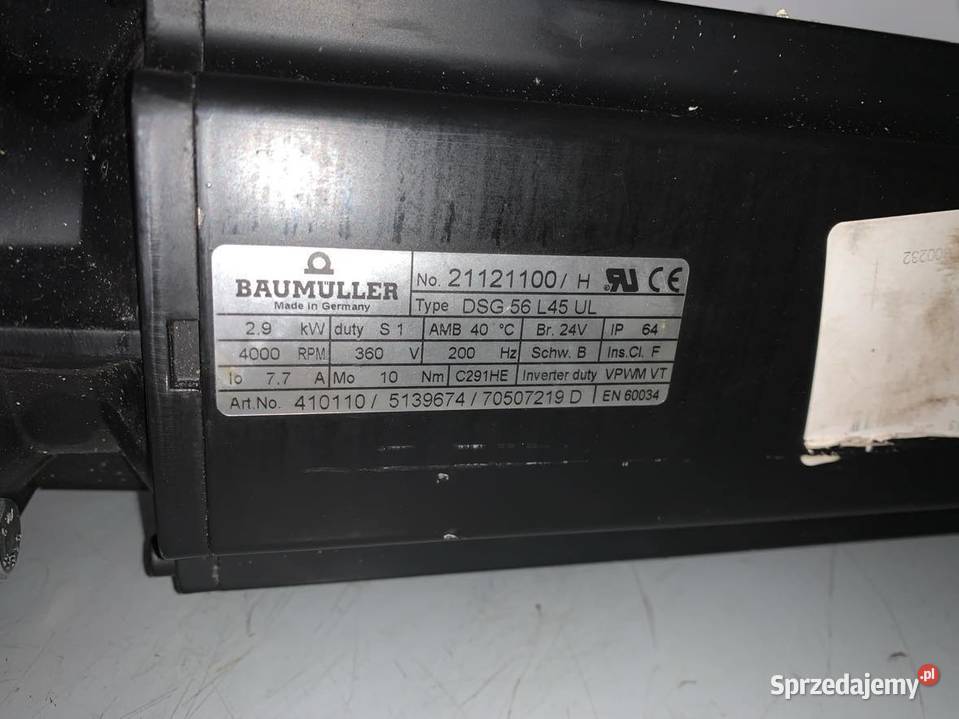 BAUMÜLLER
Made in Germany
No. 21121100/ H
Type DSG 56 L45 UL
2.9 kW duty S 1 AMB 40 °C Br. 24V IP 64
4000 RPM 360 V 200 Hz Schw. B Ins.Cl. F
Io 7.7 A Mo 10 Nm C291HE Inverter duty VPWM VT
Art.No. 410110 / 5139674 / 70507219 D EN 60034
Sprzedajemy.pl